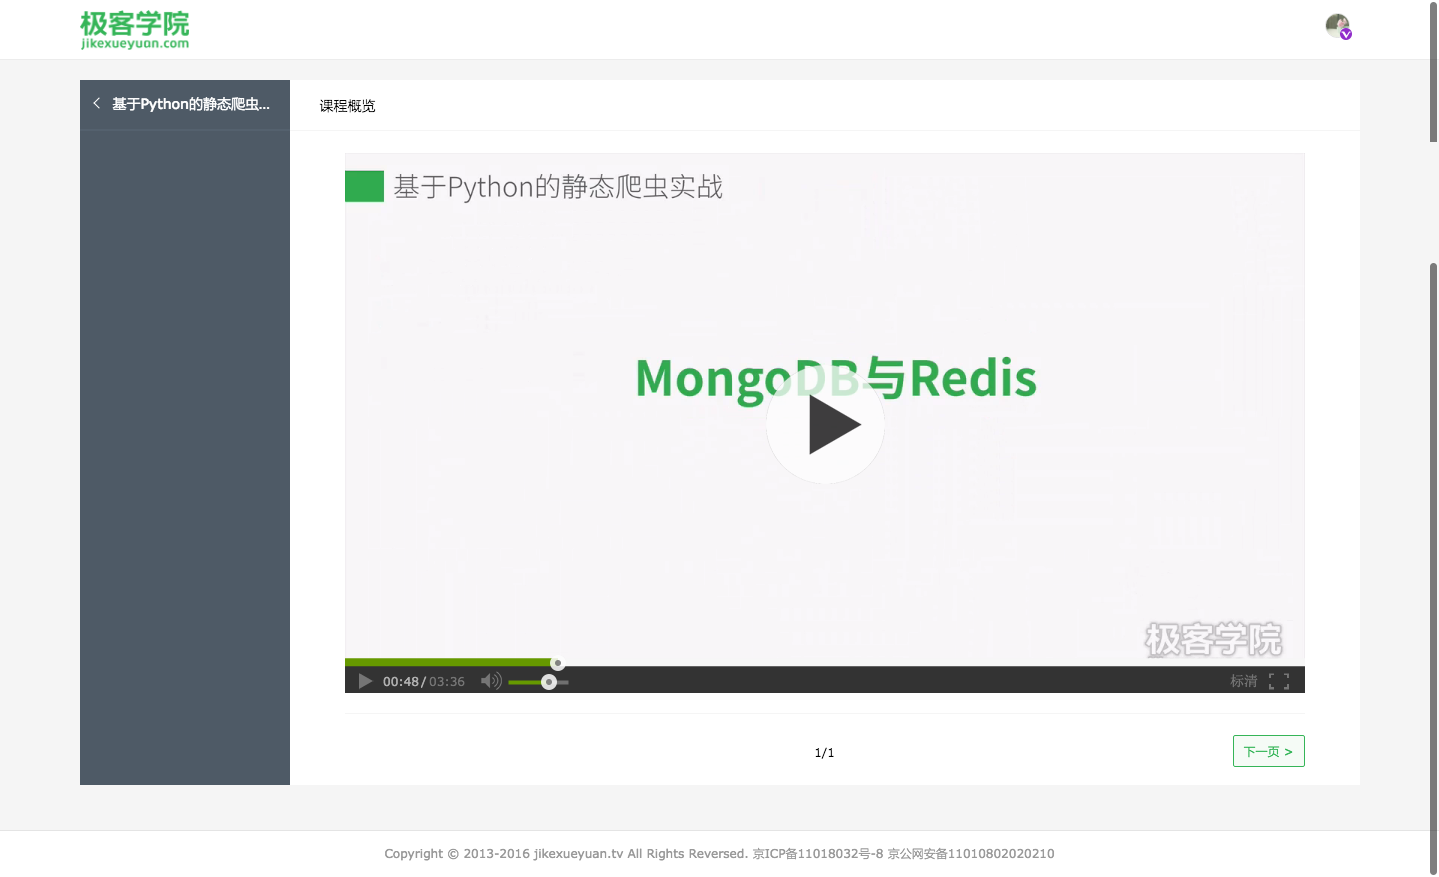 极客学院
jikexueyuan.com
基于Python的静态爬虫...
课程概览
基于Python的静态爬虫实战
MongoDB与Redis
极客学院
00:48/03:36
标清
1/1
下一页 >
Copyright © 2013-2016 jikexueyuan.tv All Rights Reversed. 京ICP备11018032号-8 京公网安备11010802020210